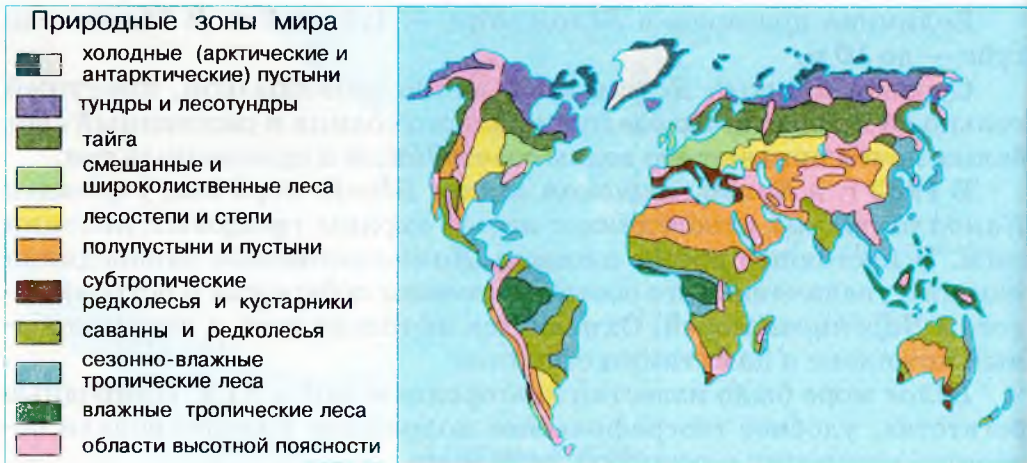 Природные зоны мира
холодные (арктические и
антарктические) пустыни
тундры и лесотундры
тайга
смешанные и
широколиственные леса
лесостепи и степи
полупустыни и пустыни
субтропические
редколесья и кустарники
саванны и редколесья
сезонно-влажные
тропические леса
влажные тропические леса
области высотной поясности